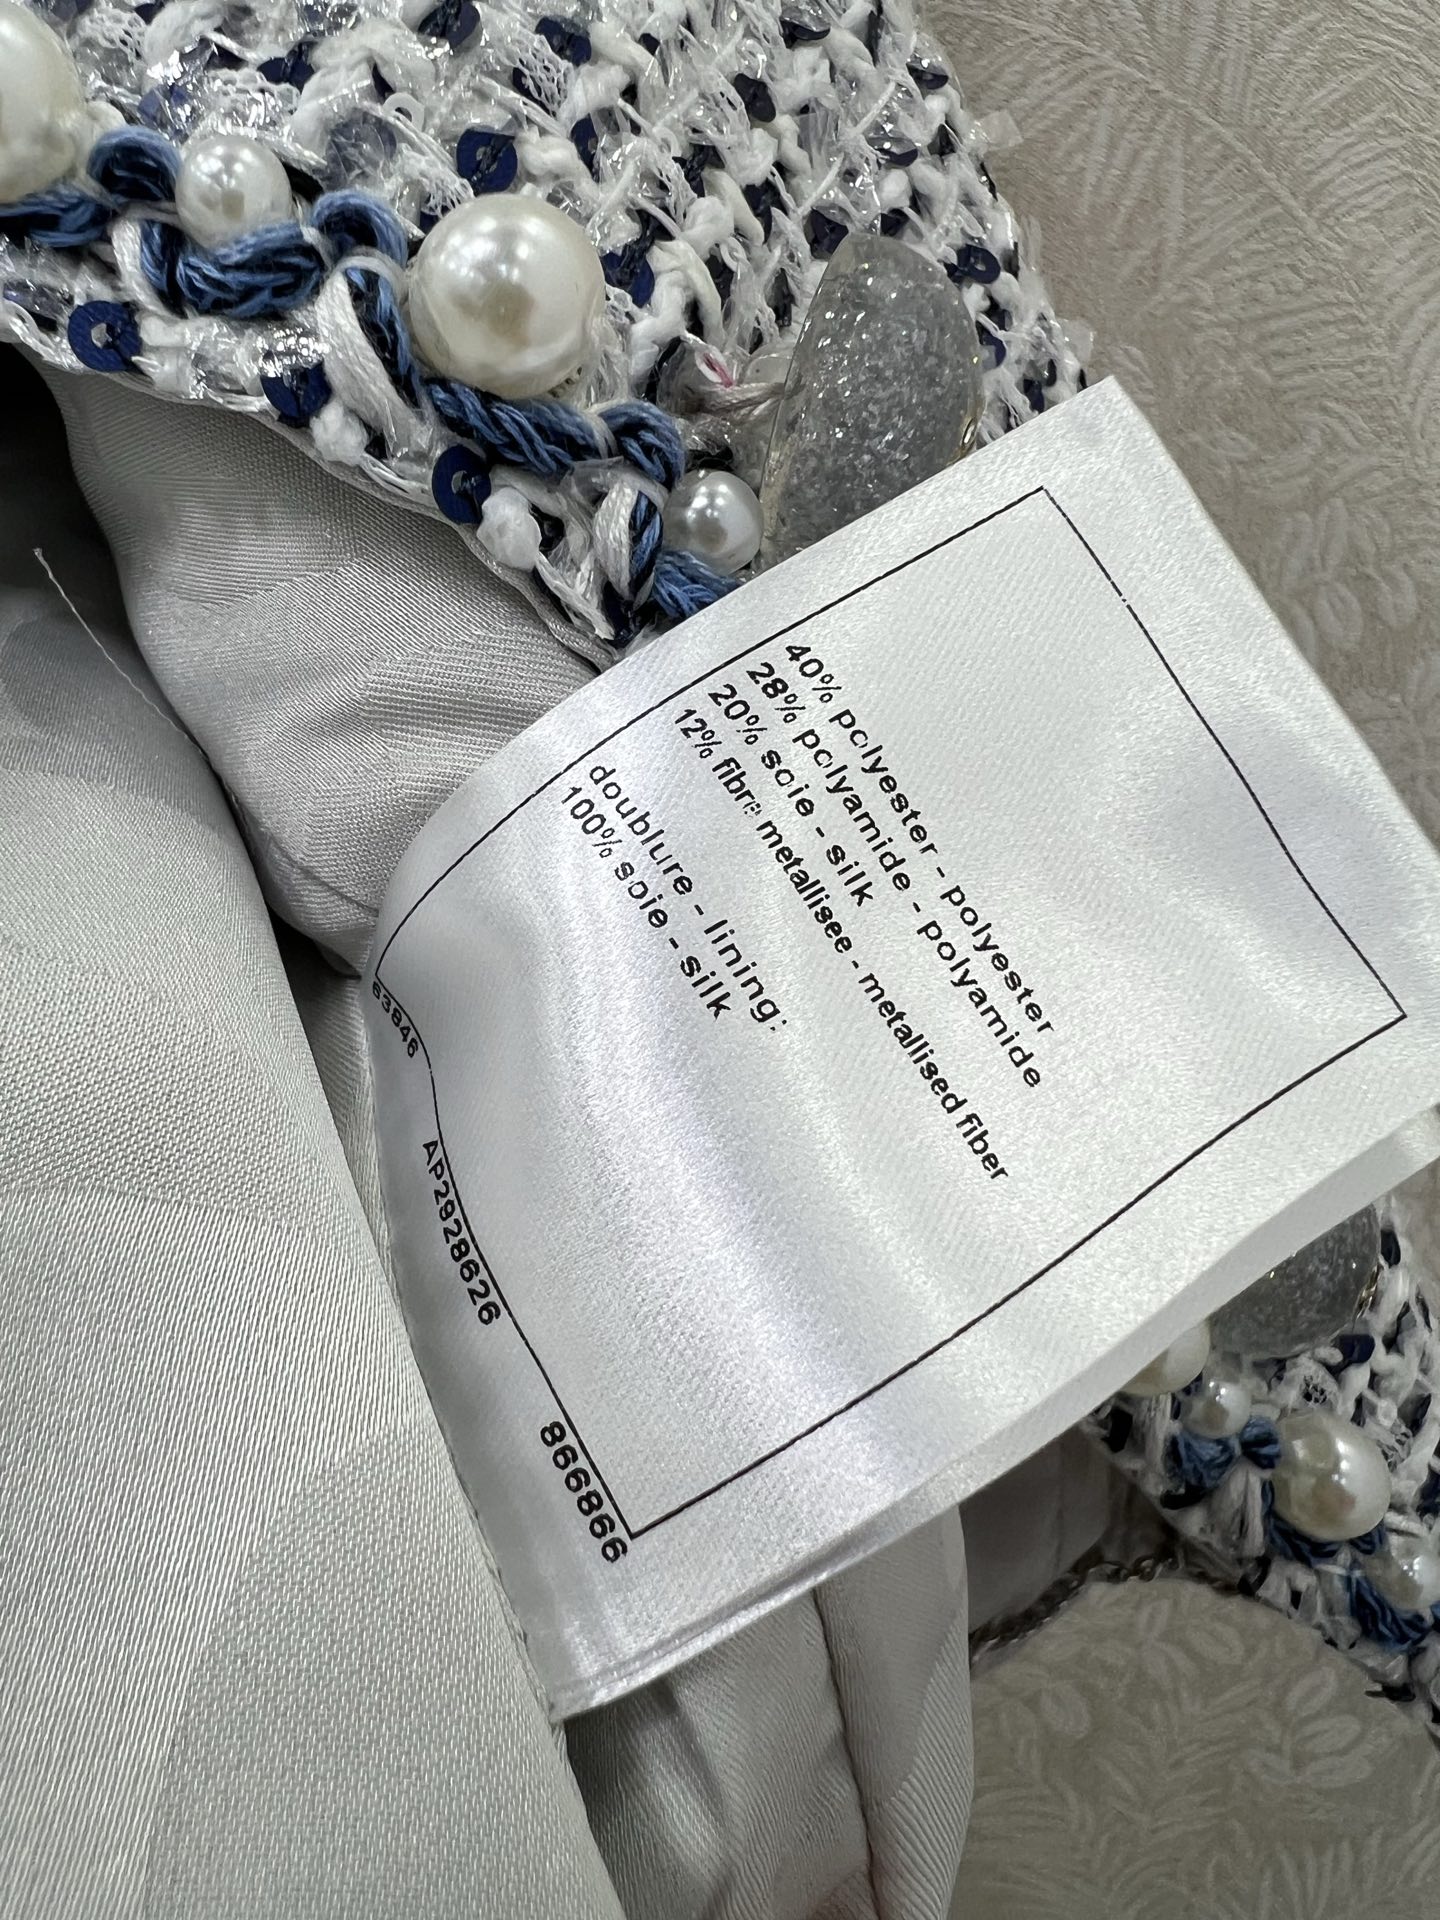 40% polyester - polyester
28% polyamide - polyamide
20% soie - silk
12% fibre metallisee - metallised fiber
doublure - lining:
100% soie - silk
63846
AP2928626
866866